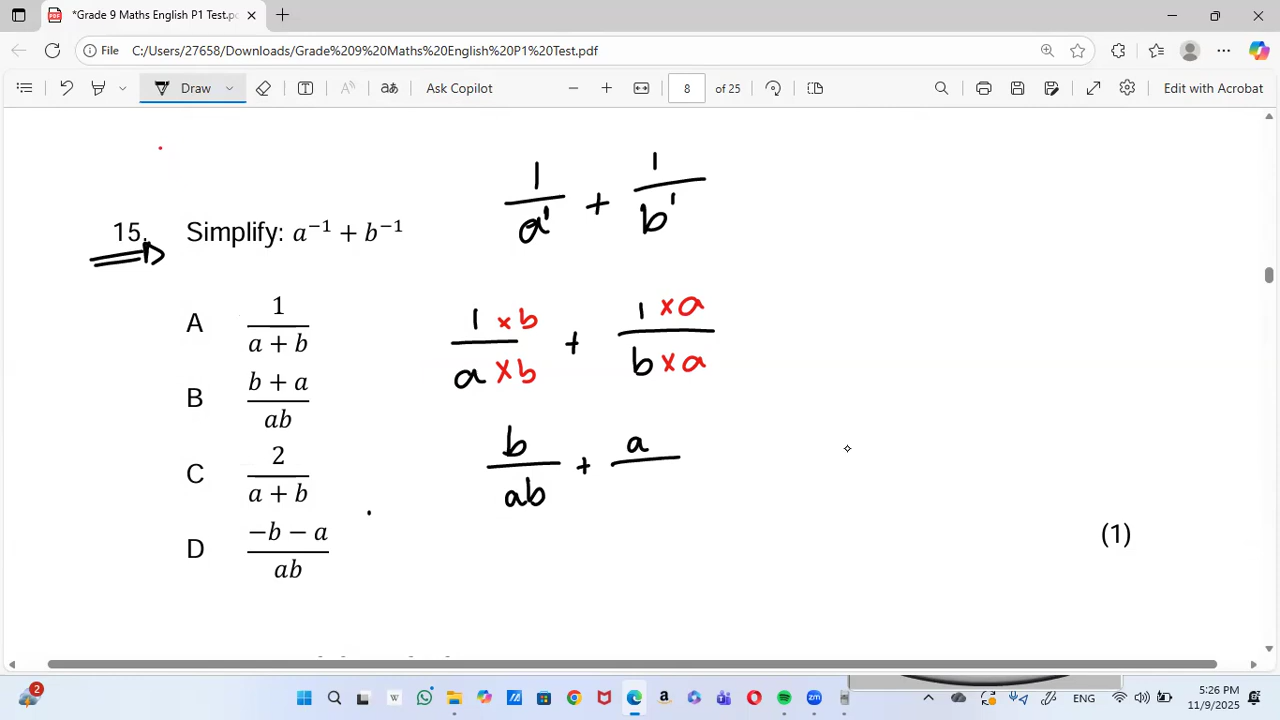 *Grade 9 Maths English P1 Test.p
File C:/Users/27658/Downloads/Grade%209%20Maths%20English%20P1%20Test.pdf
Draw Ask Copilot 8 of 25 Edit with Acrobat
1/a¹ + 1/b¹
15. Simplify: a⁻¹ + b⁻¹
A 1/(a + b)
1 × b / a × b + 1 × a / b × a
B (b + a)/ab
b/ab + a/
C 2/(a + b)
D (−b − a)/ab
(1)
2
ENG
5:26 PM
11/9/2025